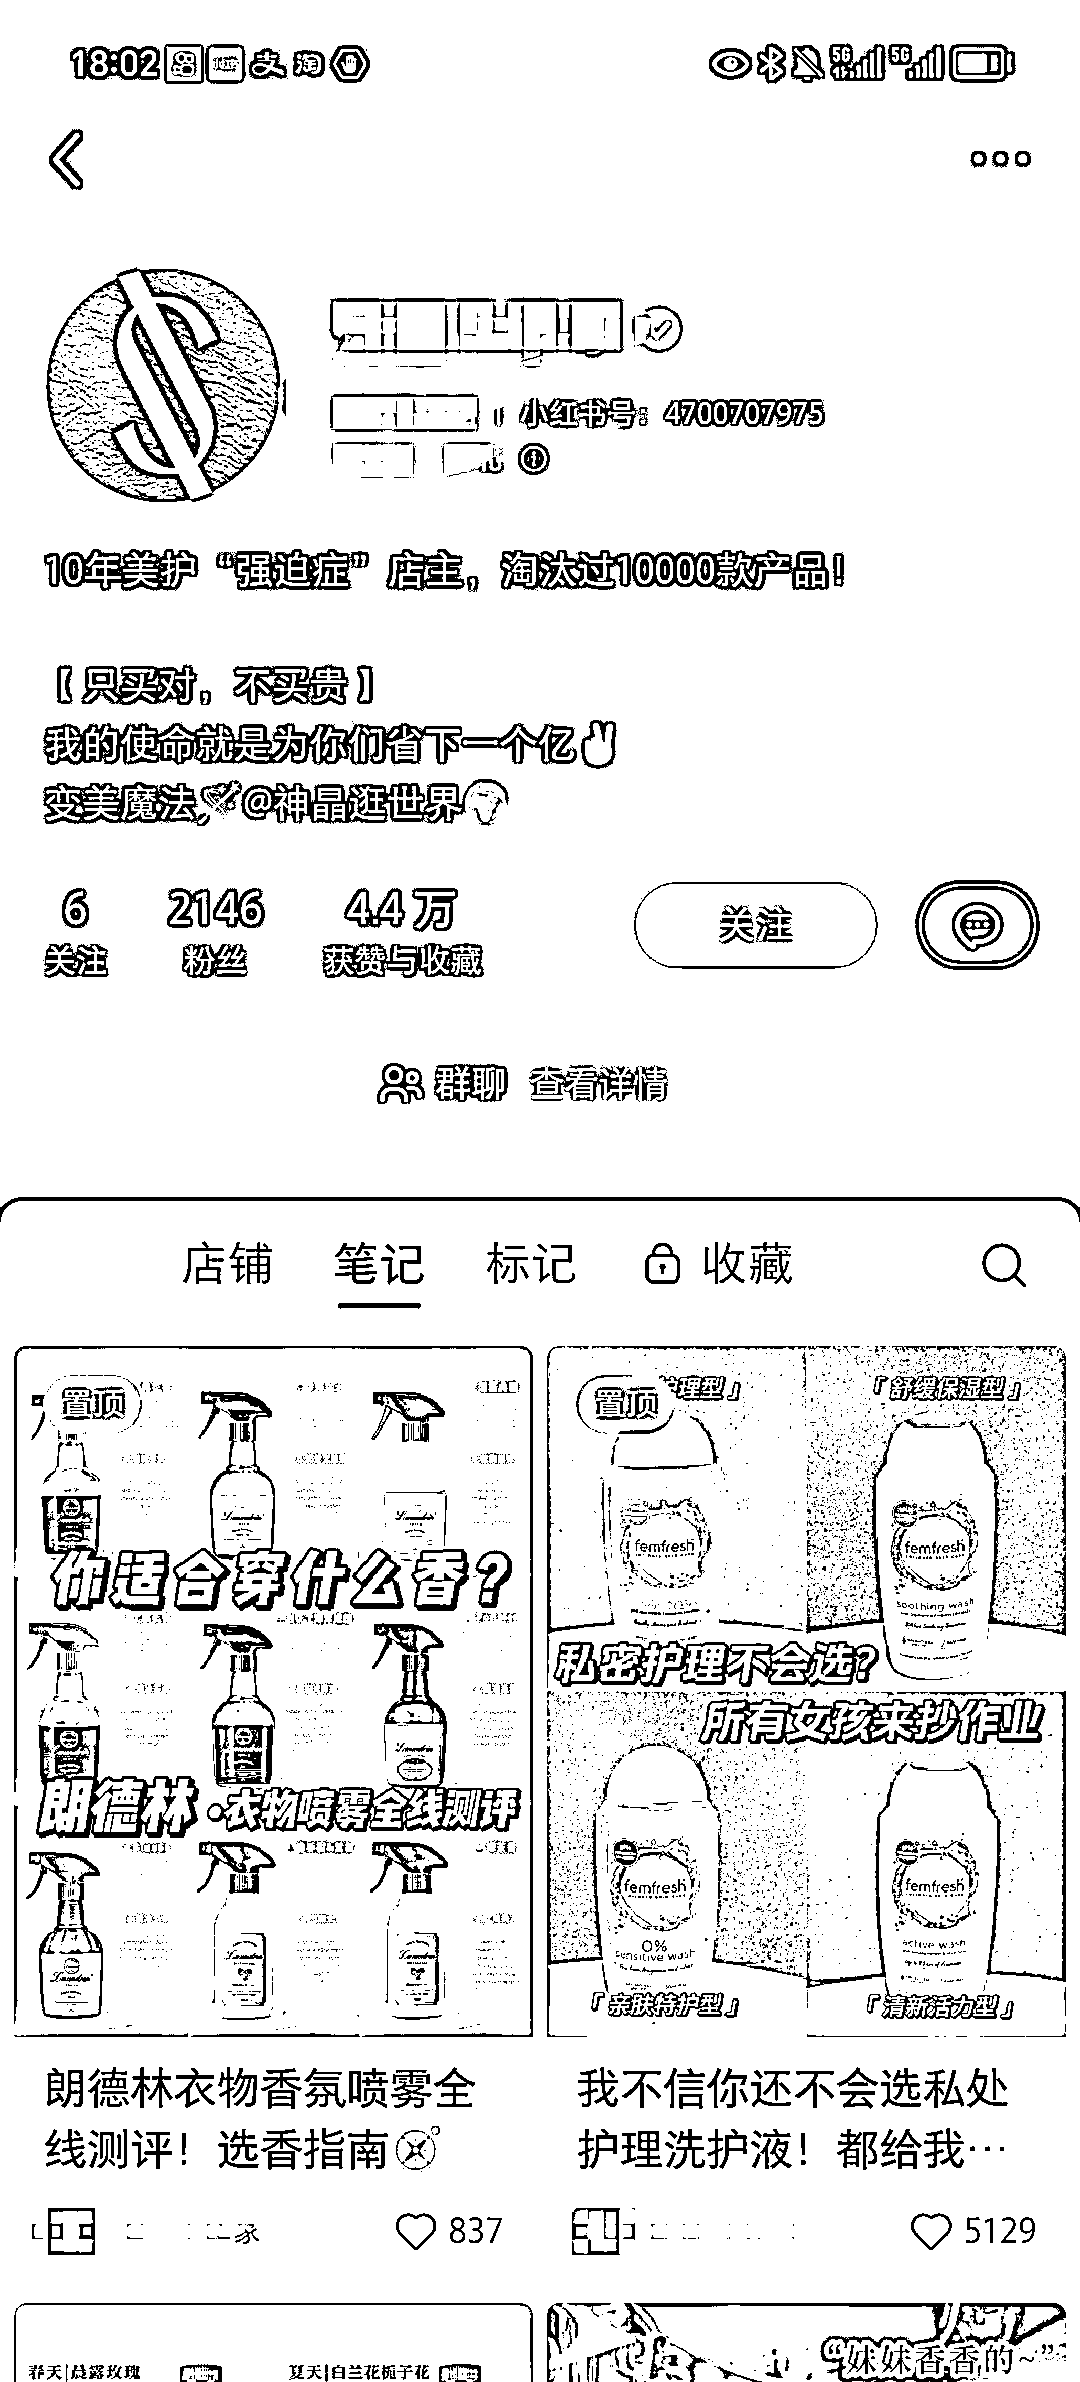 18:02
小红书号：4700707975
10年美护“强迫症”店主，淘汰过10000款产品！
【只买对，不买贵】
我的使命就是为你们省下一个亿✌
变美魔法🪄@神晶逛世界
6 2146 4.4万
关注 粉丝 获赞与收藏 关注
群聊 查看详情
店铺 笔记 标记 收藏
置顶
你适合穿什么香？
朗德林 衣物喷雾全线测评
置顶 护理型」
「舒缓保湿型」
femfresh
femfresh
soothing wash
私密护理不会选？
所有女孩来抄作业
femfresh
0%
sensitive wash
femfresh
active wash
「亲肤特护型」
「清新活力型」
朗德林衣物香氛喷雾全
线测评！选香指南
837
我不信你还不会选私处
护理洗护液！都给我…
5129
春天|晨露玫瑰
夏天|白兰花栀子花
“妹妹香香的~”